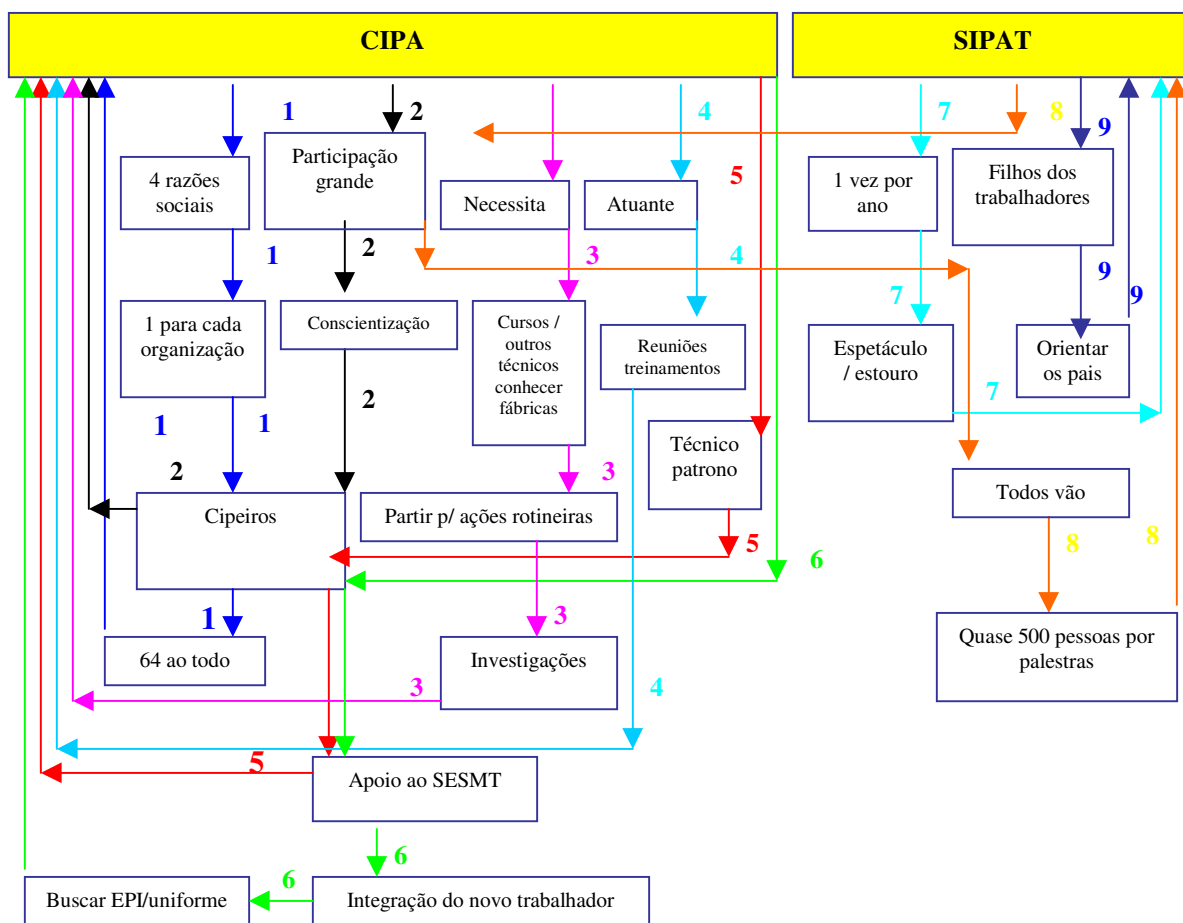 CIPA
SIPAT
1
2
4
7
8
9
5
4 razões
sociais
Participação
grande
Necessita
Atuante
1 vez por
ano
Filhos dos
trabalhadores
1
2
3
4
7
9
9
1 para cada
organização
Conscientização
Cursos /
outros
técnicos
conhecer
fábricas
Reuniões
treinamentos
Espetáculo
/ estouro
Orientar
os pais
7
1
1
2
2
3
Técnico
patrono
Cipeiros
Partir p/ ações rotineiras
Todos vão
5
6
8
8
1
3
64 ao todo
Investigações
Quase 500 pessoas por
palestras
3
4
5
Apoio ao SESMT
6
6
Buscar EPI/uniforme
Integração do novo trabalhador